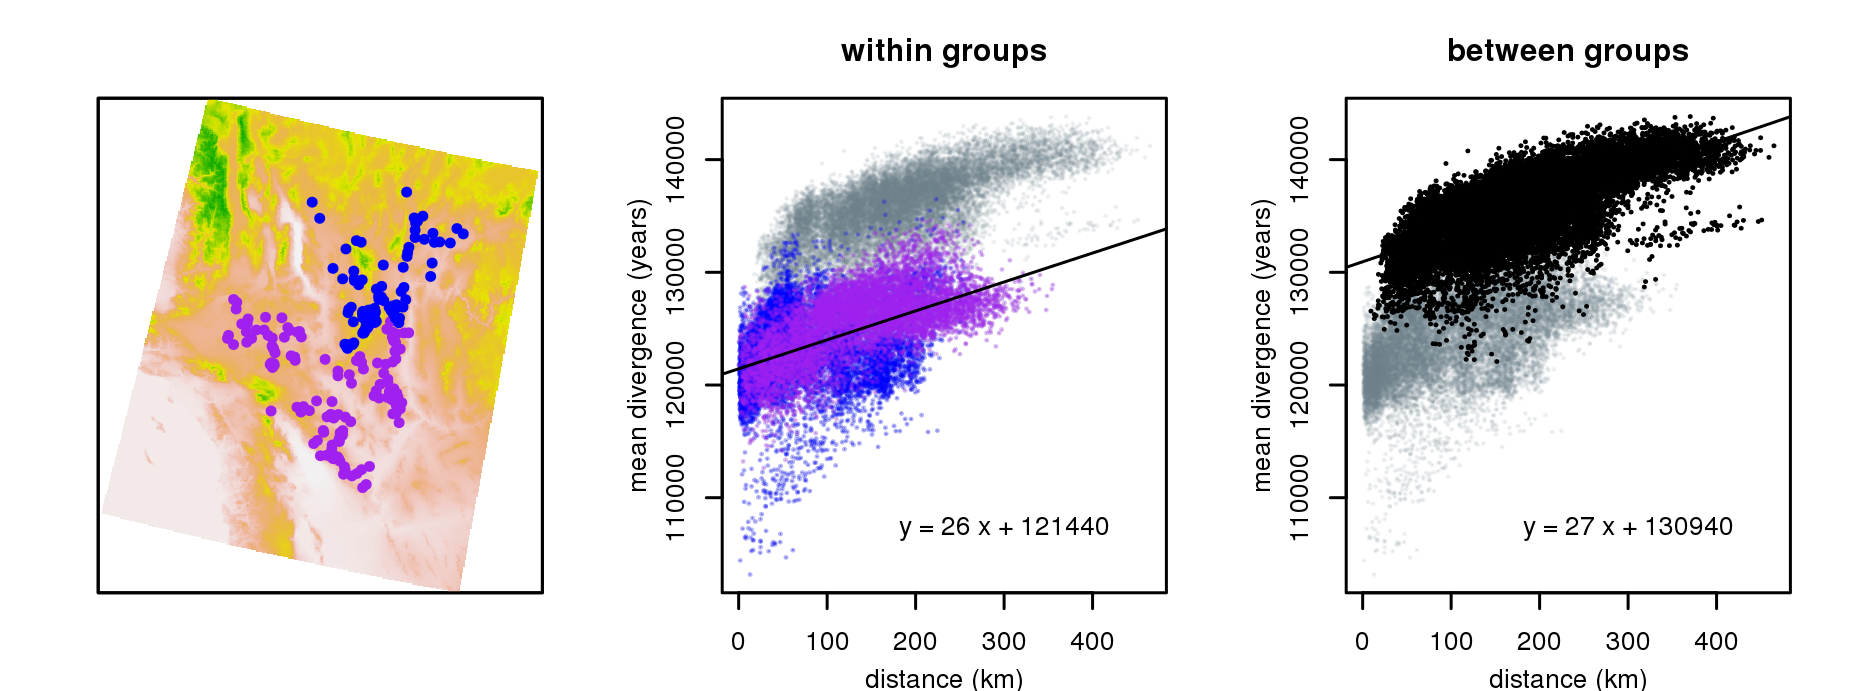 within groups
mean divergence (years)
140000
130000
120000
110000
y = 26 x + 121440
0 100 200 300 400
distance (km)
between groups
mean divergence (years)
140000
130000
120000
110000
y = 27 x + 130940
0 100 200 300 400
distance (km)